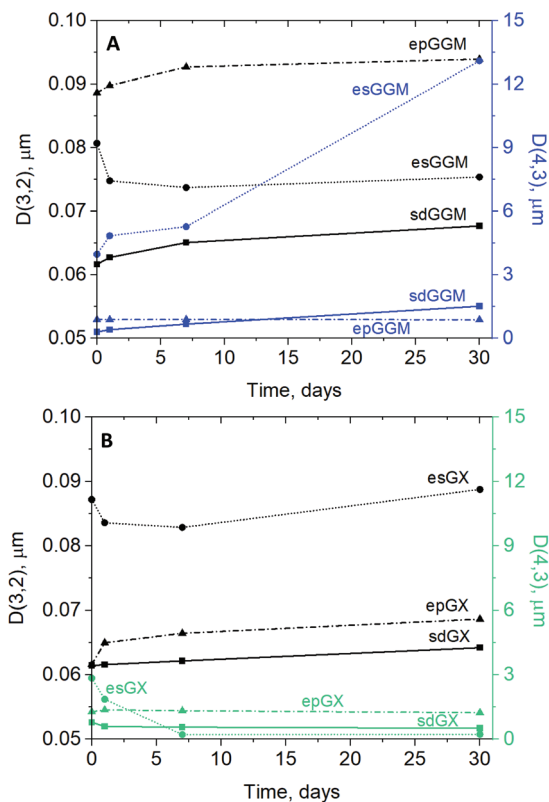 A
0.10
0.09
0.08
0.07
0.06
0.05
D(3,2), μm
15
12
9
6
3
0
D(4,3), μm
epGGM
esGGM
esGGM
sdGGM
sdGGM
epGGM
0 5 10 15 20 25 30
Time, days
B
0.10
0.09
0.08
0.07
0.06
0.05
D(3,2), μm
15
12
9
6
3
0
D(4,3), μm
esGX
epGX
sdGX
esGX
epGX
sdGX
0 5 10 15 20 25 30
Time, days